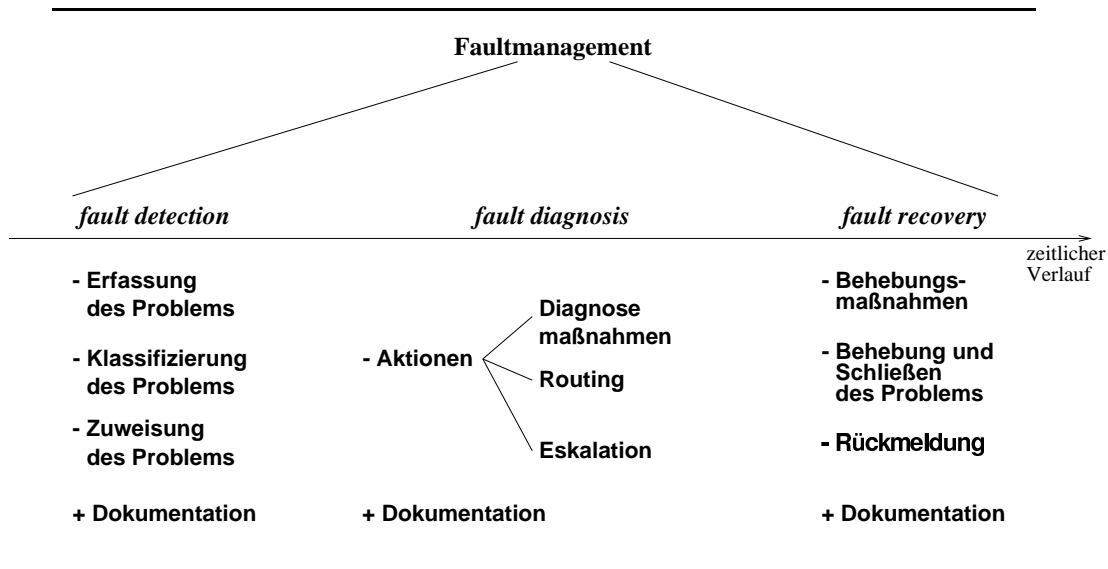 Faultmanagement
fault detection
fault diagnosis
fault recovery
zeitlicher
Verlauf
- Erfassung
des Problems
- Klassifizierung
des Problems
- Zuweisung
des Problems
+ Dokumentation
- Aktionen
Diagnose
maßnahmen
Routing
Eskalation
+ Dokumentation
- Behebungs-
maßnahmen
- Behebung und
Schließen
des Problems
- Rückmeldung
+ Dokumentation